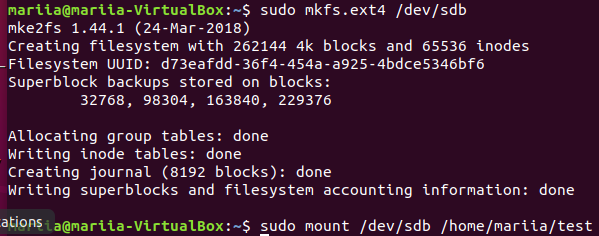 mariia@mariia-VirtualBox:~$ sudo mkfs.ext4 /dev/sdb
mke2fs 1.44.1 (24-Mar-2018)
Creating filesystem with 262144 4k blocks and 65536 inodes
Filesystem UUID: d73eafdd-36f4-454a-a925-4bdce5346bf6
Superblock backups stored on blocks:
        32768, 98304, 163840, 229376

Allocating group tables: done
Writing inode tables: done
Creating journal (8192 blocks): done
Writing superblocks and filesystem accounting information: done

ations
mariia@mariia-VirtualBox:~$ sudo mount /dev/sdb /home/mariia/test